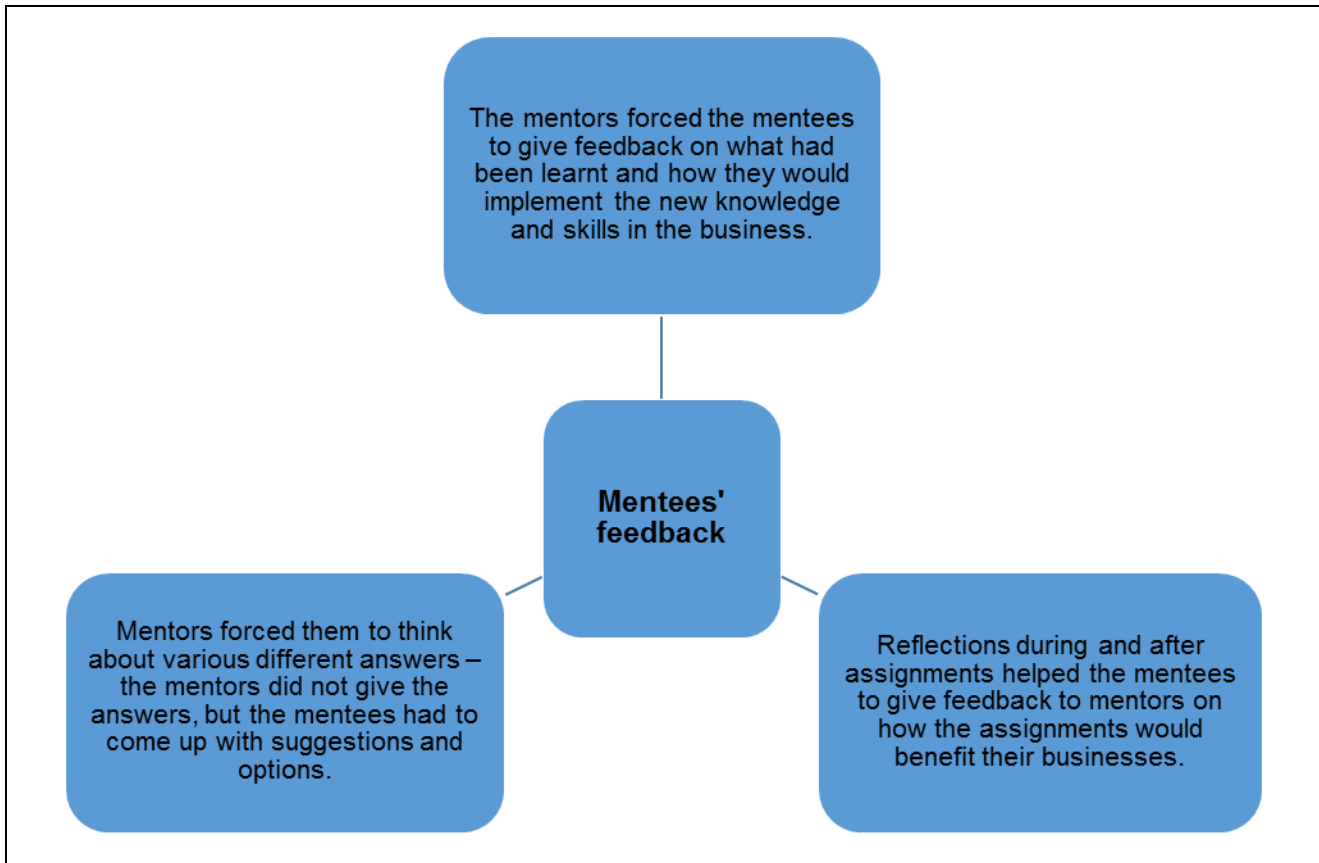 The mentors forced the mentees
to give feedback on what had
been learnt and how they would
implement the new knowledge
and skills in the business.
Mentees'
feedback
Mentors forced them to think
about various different answers –
the mentors did not give the
answers, but the mentees had to
come up with suggestions and
options.
Reflections during and after
assignments helped the mentees
to give feedback to mentors on
how the assignments would
benefit their businesses.